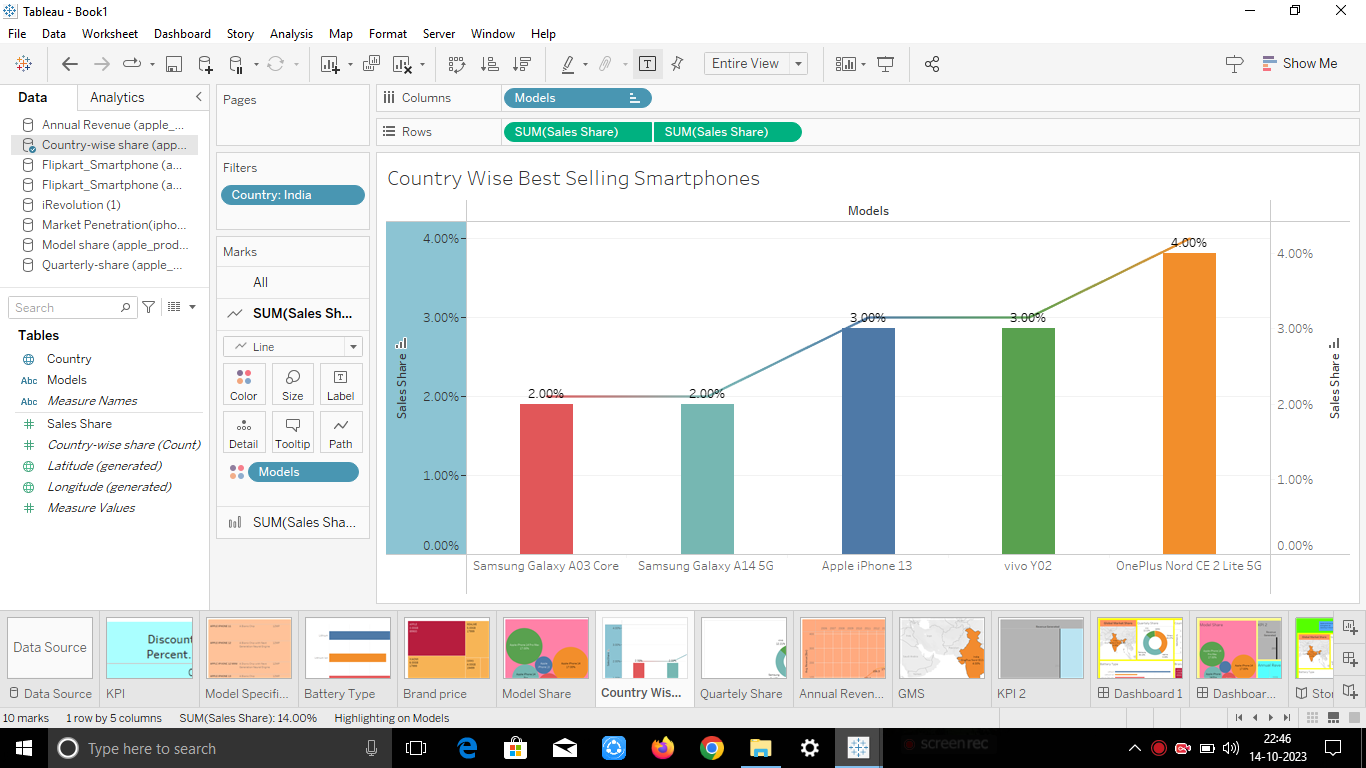 Tableau - Book1
File Data Worksheet Dashboard Story Analysis Map Format Server Window Help
Entire View
Show Me
Data Analytics
Annual Revenue (apple_...
Country-wise share (app...
Flipkart_Smartphone (a...
Flipkart_Smartphone (a...
iRevolution (1)
Market Penetration(ipho...
Model share (apple_prod...
Quarterly-share (apple_...
Search
Tables
Country
Abc Models
Abc Measure Names
Sales Share
Country-wise share (Count)
Latitude (generated)
Longitude (generated)
Measure Values
Pages
Filters
Country: India
Marks
All
SUM(Sales Sh...
Line
Color Size Label
Detail Tooltip Path
Models
SUM(Sales Sha...
Columns Models
Rows SUM(Sales Share) SUM(Sales Share)
Country Wise Best Selling Smartphones
Models
Sales Share
4.00%
3.00%
2.00%
1.00%
0.00%
2.00% 2.00% 3.00% 3.00% 4.00%
4.00%
3.00%
2.00%
1.00%
0.00%
Sales Share
Samsung Galaxy A03 Core Samsung Galaxy A14 5G Apple iPhone 13 vivo Y02 OnePlus Nord CE 2 Lite 5G
Data Source
Discount
Percent..
Data Source KPI Model Specifi... Battery Type Brand price Model Share Country Wis... Quartely Share Annual Reven... GMS KPI 2 Dashboard 1 Dashboar... Stor
10 marks 1 row by 5 columns SUM(Sales Share): 14.00% Highlighting on Models
Type here to search
screenrec
22:46
14-10-2023